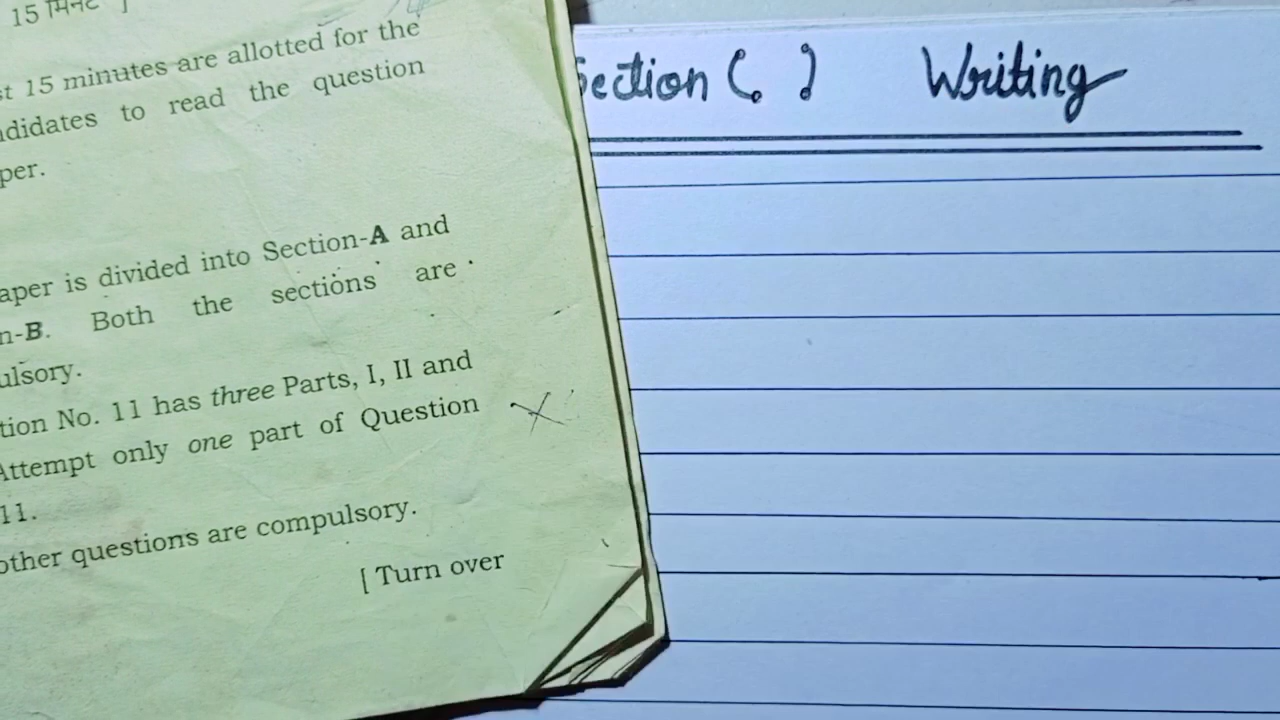 15 मिनट ]
st 15 minutes are allotted for the
ndidates to read the question
per.
aper is divided into Section-A and
n-B. Both the sections are
ulsory.
tion No. 11 has three Parts, I, II and
Attempt only one part of Question
11.
other questions are compulsory.
[ Turn over
Section ( . ) Writing